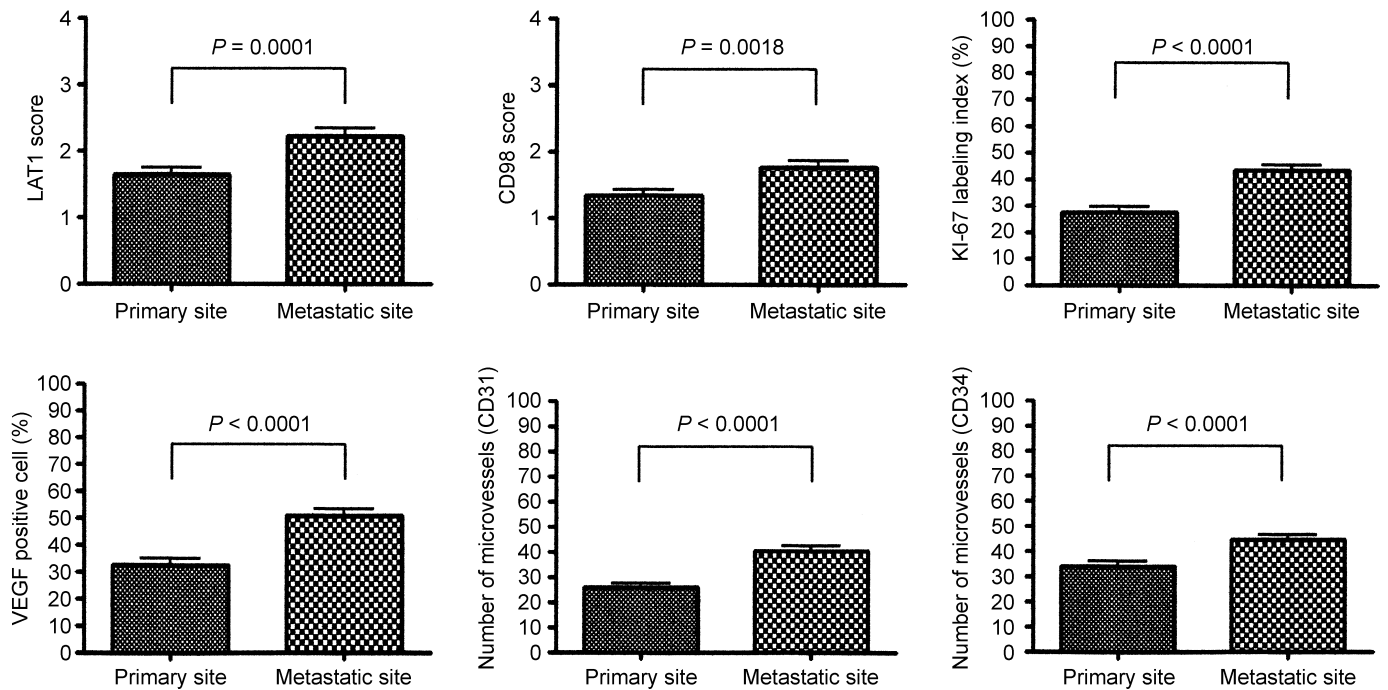 LAT1 score
4
3
2
1
0
P = 0.0001
Primary site
Metastatic site
CD98 score
4
3
2
1
0
P = 0.0018
Primary site
Metastatic site
KI-67 labeling index (%)
100
90
80
70
60
50
40
30
20
10
0
P < 0.0001
Primary site
Metastatic site
VEGF positive cell (%)
100
90
80
70
60
50
40
30
20
10
0
P < 0.0001
Primary site
Metastatic site
Number of microvessels (CD31)
100
90
80
70
60
50
40
30
20
10
0
P < 0.0001
Primary site
Metastatic site
Number of microvessels (CD34)
100
90
80
70
60
50
40
30
20
10
0
P < 0.0001
Primary site
Metastatic site